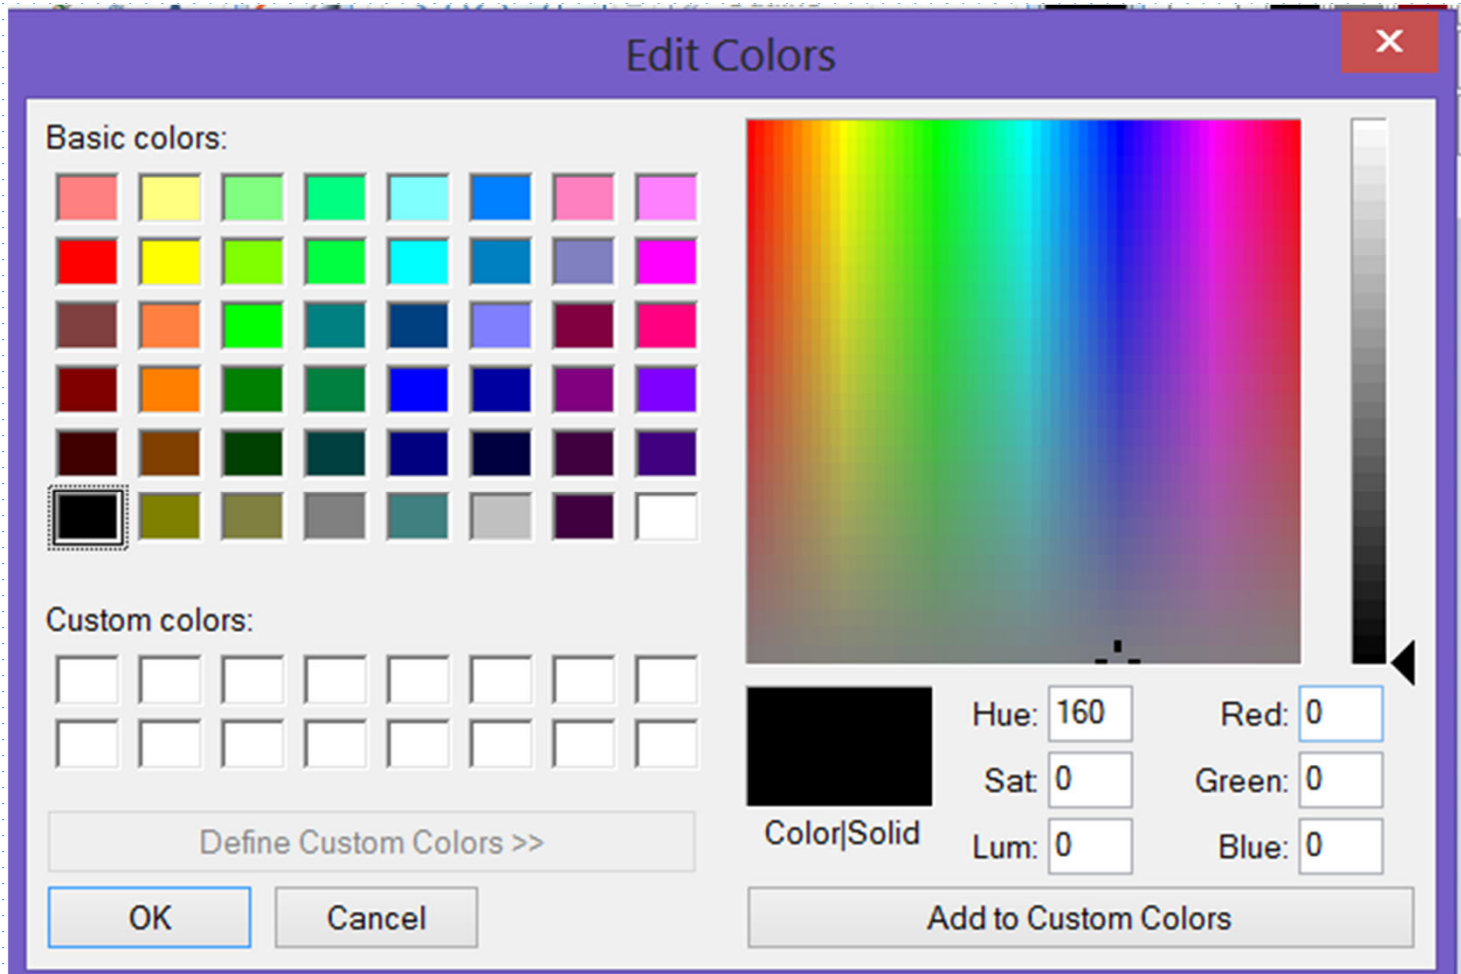 Edit Colors
Basic colors:
Custom colors:
Define Custom Colors >>
OK
Cancel
Color|Solid
Hue: 160
Sat: 0
Lum: 0
Red: 0
Green: 0
Blue: 0
Add to Custom Colors